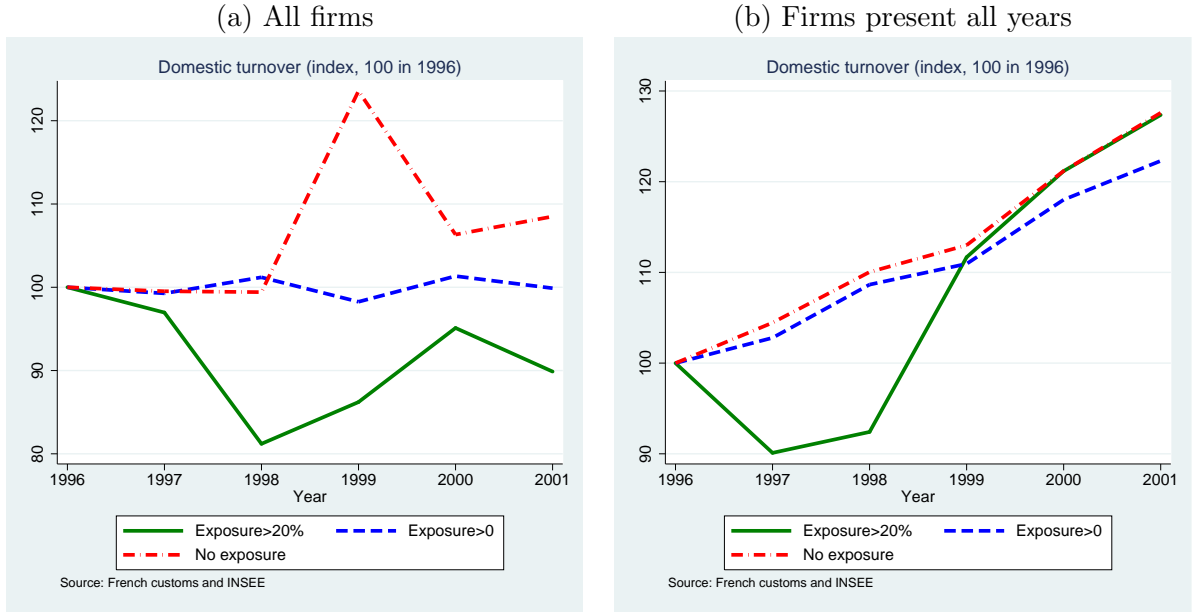 (a) All firms
Domestic turnover (index, 100 in 1996)
120
110
100
90
80
1996 1997 1998 1999 2000 2001
Year
Exposure>20% Exposure>0
No exposure
Source: French customs and INSEE
(b) Firms present all years
Domestic turnover (index, 100 in 1996)
130
120
110
100
90
1996 1997 1998 1999 2000 2001
Year
Exposure>20% Exposure>0
No exposure
Source: French customs and INSEE